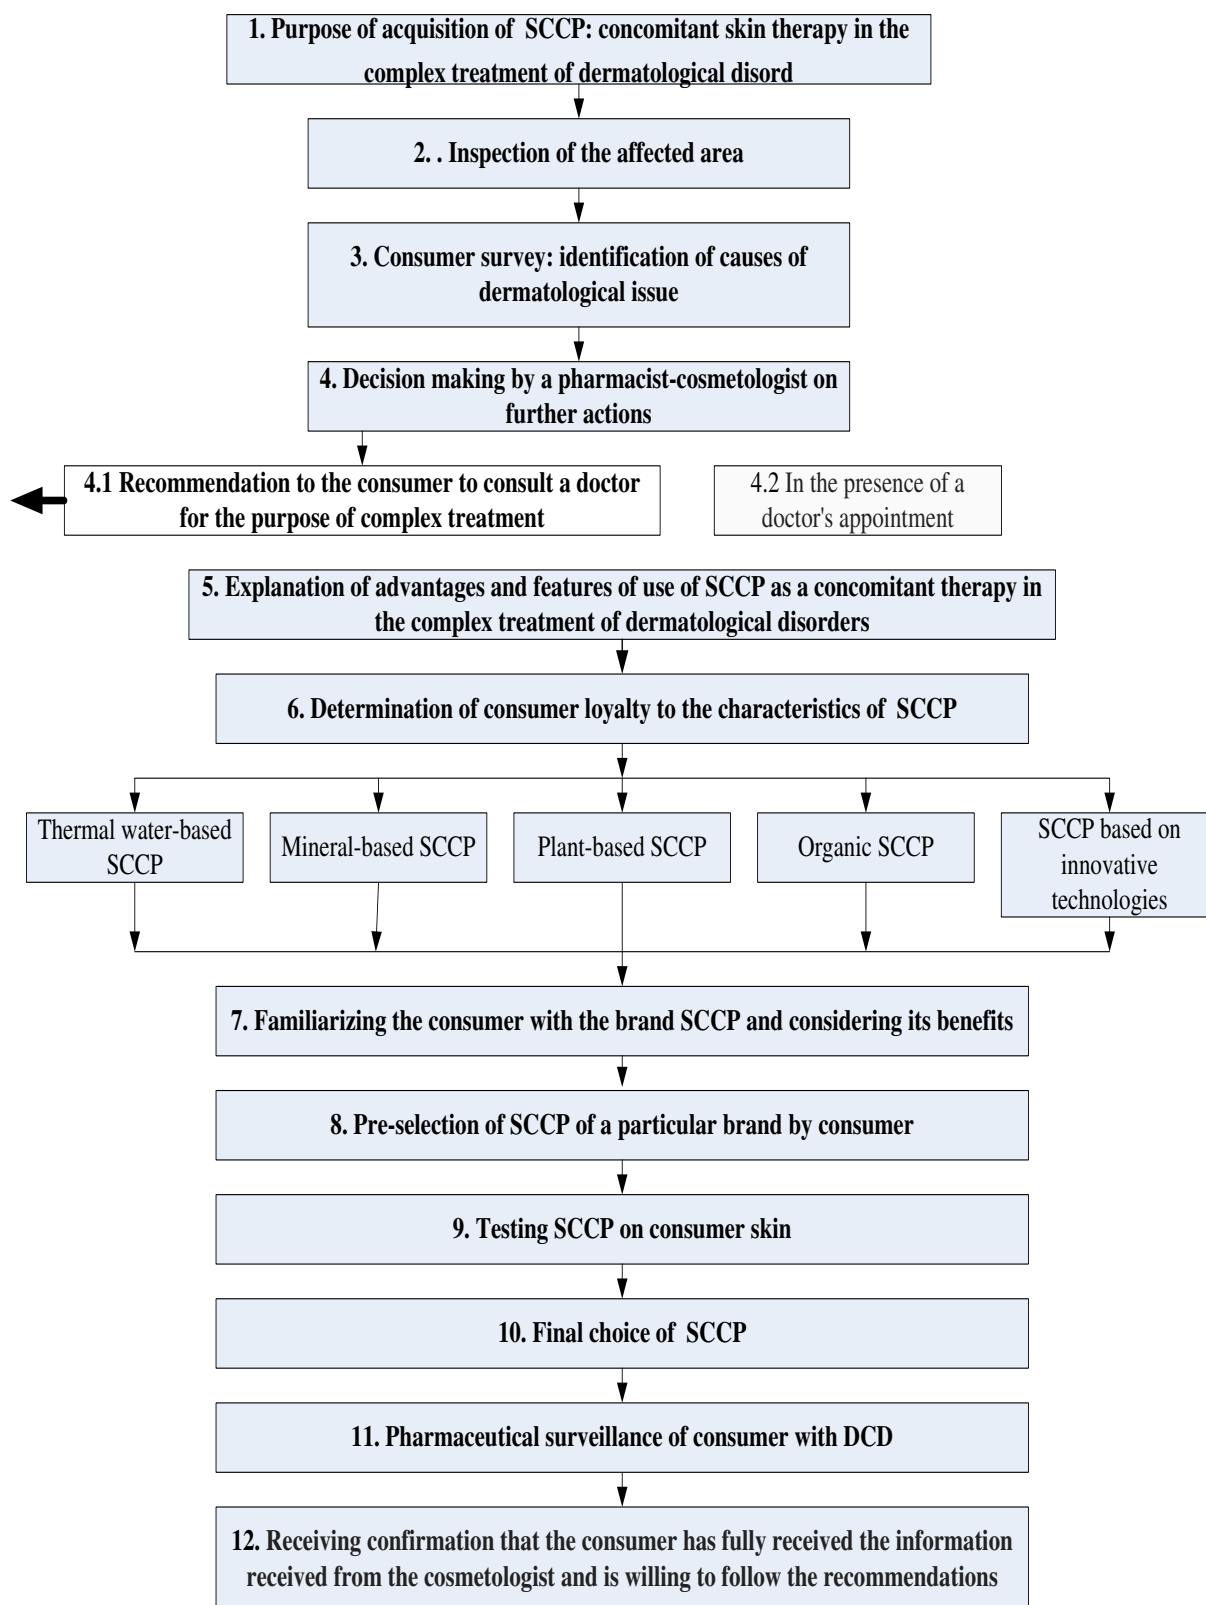 1. Purpose of acquisition of SCCP: concomitant skin therapy in the
complex treatment of dermatological disord
2. . Inspection of the affected area
3. Consumer survey: identification of causes of
dermatological issue
4. Decision making by a pharmacist-cosmetologist on
further actions
4.1 Recommendation to the consumer to consult a doctor
for the purpose of complex treatment
4.2 In the presence of a
doctor's appointment
5. Explanation of advantages and features of use of SCCP as a concomitant therapy in
the complex treatment of dermatological disorders
6. Determination of consumer loyalty to the characteristics of SCCP
Thermal water-based
SCCP
Mineral-based SCCP
Plant-based SCCP
Organic SCCP
SCCP based on
innovative
technologies
7. Familiarizing the consumer with the brand SCCP and considering its benefits
8. Pre-selection of SCCP of a particular brand by consumer
9. Testing SCCP on consumer skin
10. Final choice of SCCP
11. Pharmaceutical surveillance of consumer with DCD
12. Receiving confirmation that the consumer has fully received the information
received from the cosmetologist and is willing to follow the recommendations